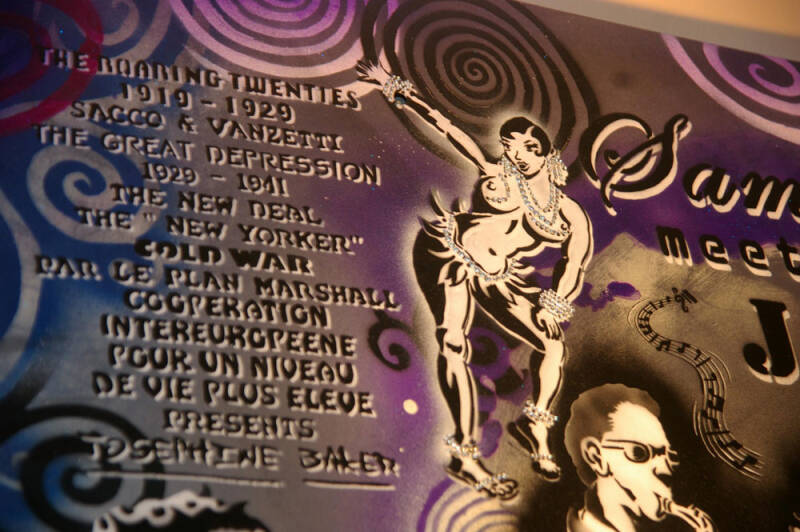 THE ROARING TWENTIES
1919 - 1929
SACCO & VANZETTI
THE GREAT DEPRESSION
1929 - 1941
THE NEW DEAL
THE " NEW YORKER"
COLD WAR
PAR LE PLAN MARSHALL
COOPERATION
INTEREUROPEENE
POUR UN NIVEAU
DE VIE PLUS ELEVE
PRESENTS
JOSEPHINE BAKER
Sam
meet
J